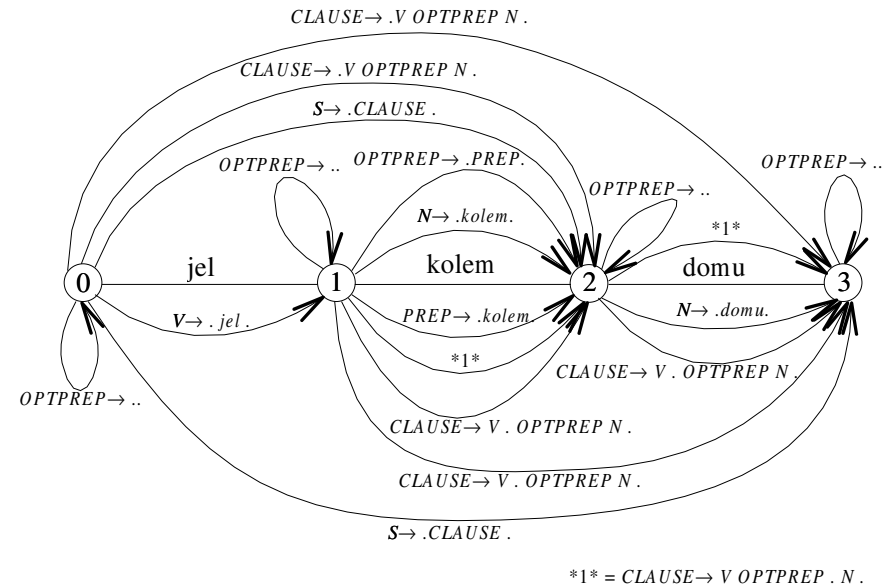 CLAUSE→ .V OPTPREP N .
CLAUSE→ .V OPTPREP N .
S→ .CLAUSE .
OPTPREP→ ..
OPTPREP→ .PREP.
OPTPREP→ ..
OPTPREP→ ..
N→ .kolem.
*1*
jel
kolem
domu
0
1
2
3
V→ . jel .
PREP→ .kolem.
N→ .domu.
*1*
CLAUSE→ V . OPTPREP N .
OPTPREP→ ..
CLAUSE→ V . OPTPREP N .
CLAUSE→ V . OPTPREP N .
S→ .CLAUSE .
*1* = CLAUSE→ V OPTPREP . N .